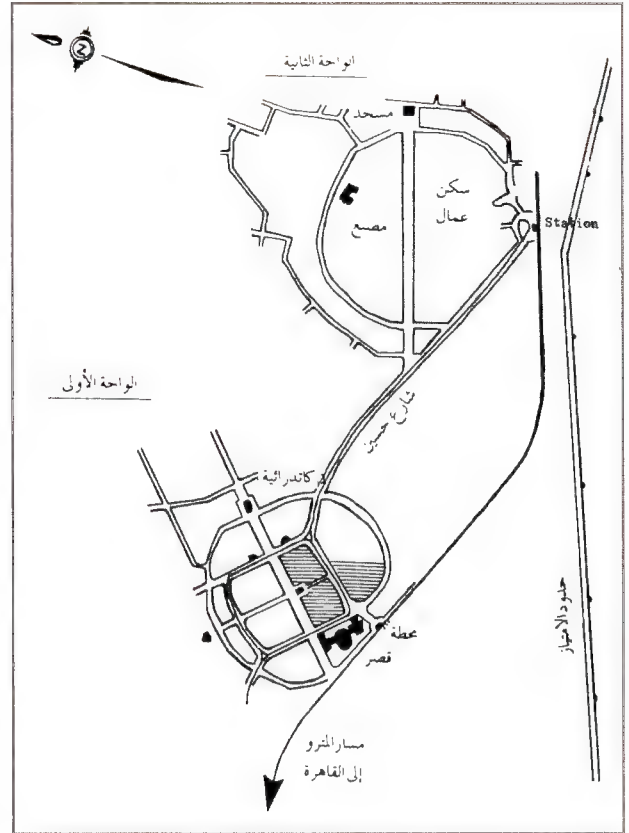 N
الواحة الثانية
مسجد
سكن
عمال
مصنع
Station
الواحة الأولى
شارع حسين
كاتدرائية
حدود الامتياز
محطة
قصر
مسار المترو
إلى القاهرة